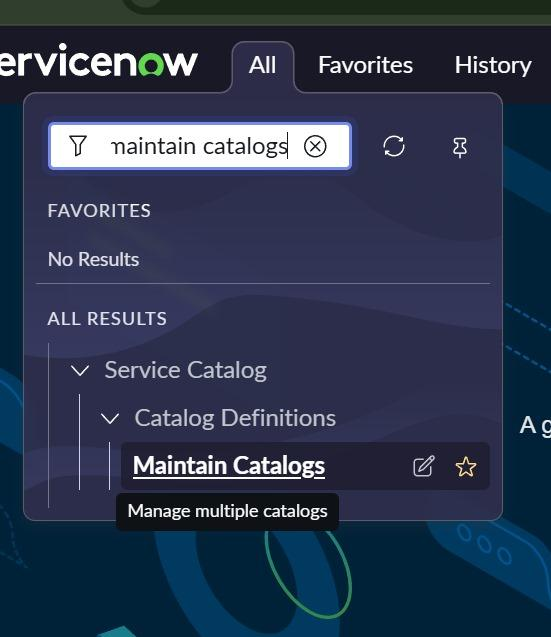 ervicenow
All Favorites History
maintain catalogs
FAVORITES
No Results
ALL RESULTS
Service Catalog
Catalog Definitions
Maintain Catalogs
Manage multiple catalogs
A g